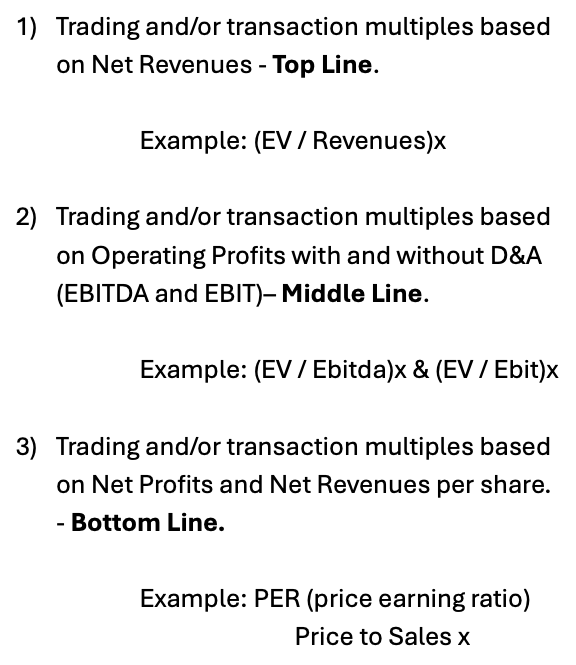 1) Trading and/or transaction multiples based
on Net Revenues - Top Line.
Example: (EV / Revenues)x
2) Trading and/or transaction multiples based
on Operating Profits with and without D&A
(EBITDA and EBIT)– Middle Line.
Example: (EV / Ebitda)x & (EV / Ebit)x
3) Trading and/or transaction multiples based
on Net Profits and Net Revenues per share.
- Bottom Line.
Example: PER (price earning ratio)
Price to Sales x